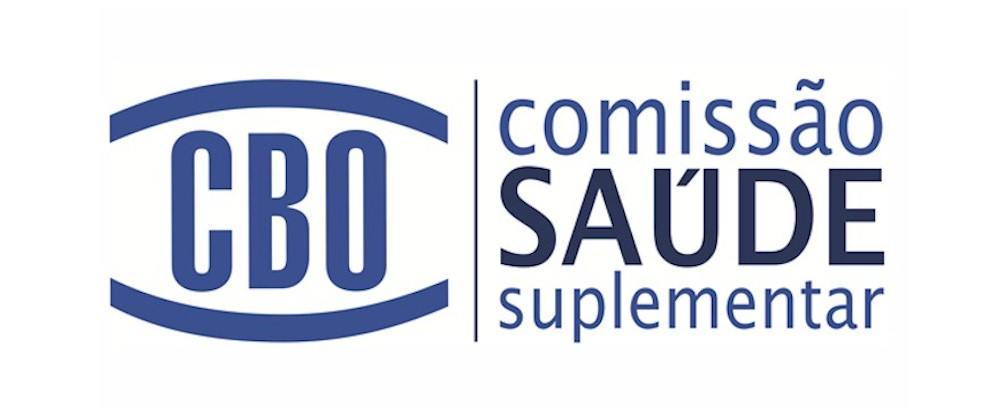 CBO
comissão
SAÚDE
suplementar